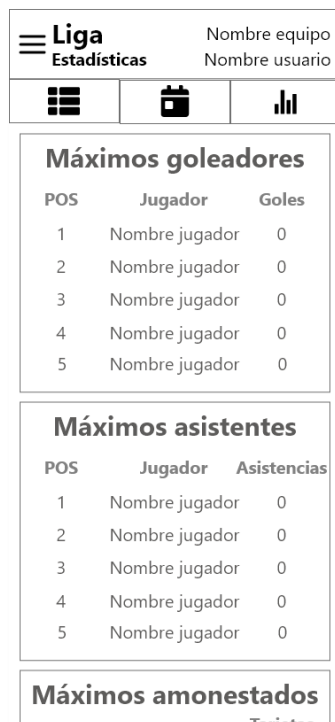 Liga
Nombre equipo
Estadísticas
Nombre usuario
Máximos goleadores
POS Jugador Goles
1 Nombre jugador 0
2 Nombre jugador 0
3 Nombre jugador 0
4 Nombre jugador 0
5 Nombre jugador 0
Máximos asistentes
POS Jugador Asistencias
1 Nombre jugador 0
2 Nombre jugador 0
3 Nombre jugador 0
4 Nombre jugador 0
5 Nombre jugador 0
Máximos amonestados
Tarjetas